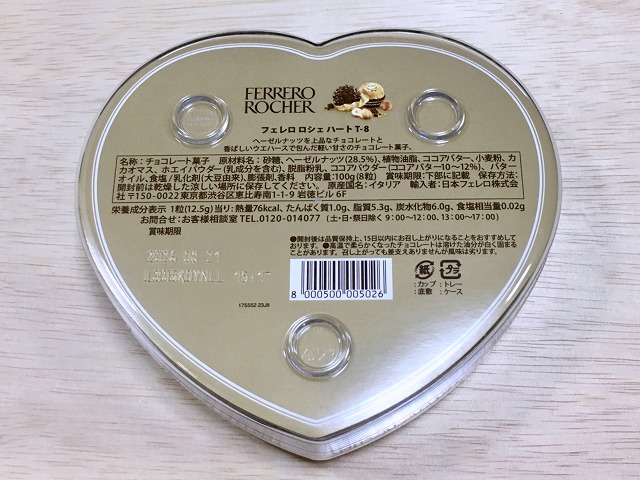 FERRERO
ROCHER
フェレロ ロシェ ハート T-8
ヘーゼルナッツを上品なチョコレートと
香ばしいウエハースで包んだ軽い甘さのチョコレート菓子。
名称：チョコレート菓子 原材料名：砂糖、ヘーゼルナッツ(28.5%)、植物油脂、ココアバター、小麦粉、カ
カオマス、ホエイパウダー(乳成分を含む)、脱脂粉乳、ココアパウダー(ココアバター10〜12%)、バター
オイル、食塩/乳化剤(大豆由来)、膨張剤、香料 内容量：100g(8粒) 賞味期限：下部に記載 保存方法：
開封前は乾燥した涼しい場所に保存してください。 原産国名：イタリア 輸入者：日本フェレロ株式会
社〒150-0022東京都渋谷区恵比寿南1-1-9 岩徳ビル 6F
栄養成分表示 1粒(12.5g)当り：熱量76kcal、たんぱく質1.0g、脂質5.3g、炭水化物6.0g、食塩相当量0.02g
お問合せ：お客様相談室 TEL.0120-014077 (土・日・祭日除く 9：00〜12：00、13：00〜17：00)
賞味期限
●開封後は品質保持上、15日以内にお召し上がりになることをおすすめし
ております。●高温で柔らかくなったチョコレートは溶けた油分が白く固まる
ことがあります。召し上がっても差支えありませんが風味は劣ります。
8 000500 005026
紙 プラ
：カップ ：トレー
：底敷 ：ケース
175552 23J8